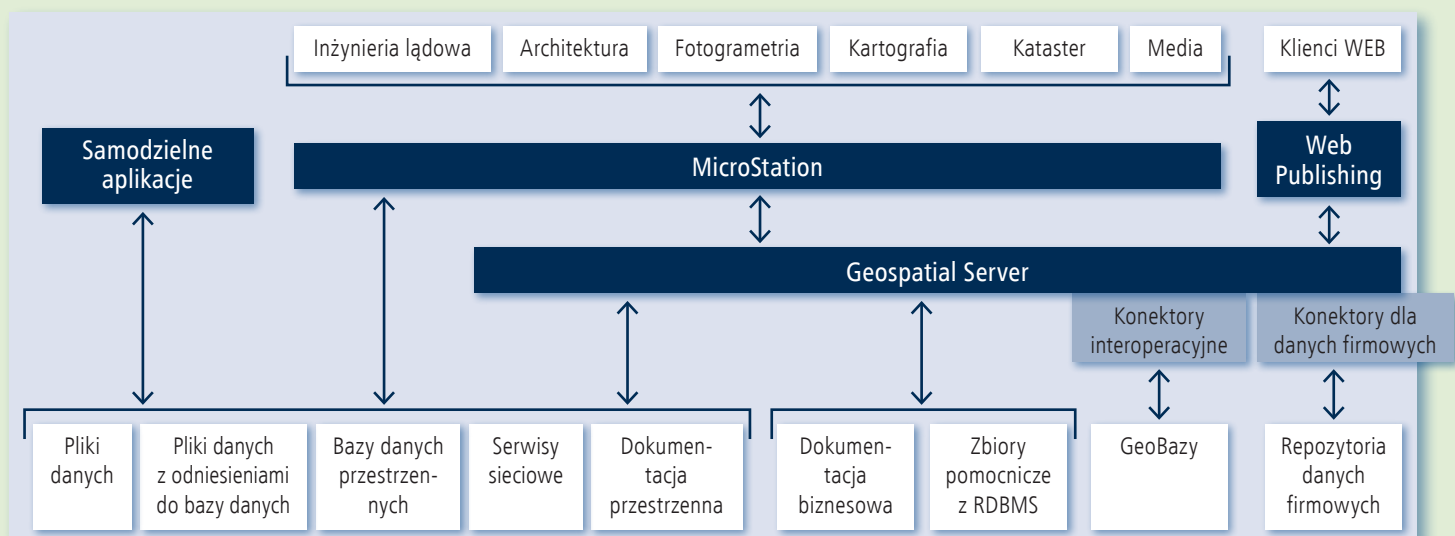 Inżynieria lądowa
Architektura
Fotogrametria
Kartografia
Kataster
Media
Klienci WEB
Samodzielne
aplikacje
MicroStation
Web
Publishing
Geospatial Server
Konektory
interoperacyjne
Konektory dla
danych firmowych
Pliki
danych
Pliki danych
z odniesieniami
do bazy danych
Bazy danych
przestrzen-
nych
Serwisy
sieciowe
Dokumen-
tacja
przestrzenna
Dokumen-
tacja
biznesowa
Zbiory
pomocnicze
z RDBMS
GeoBazy
Repozytoria
danych
firmowych